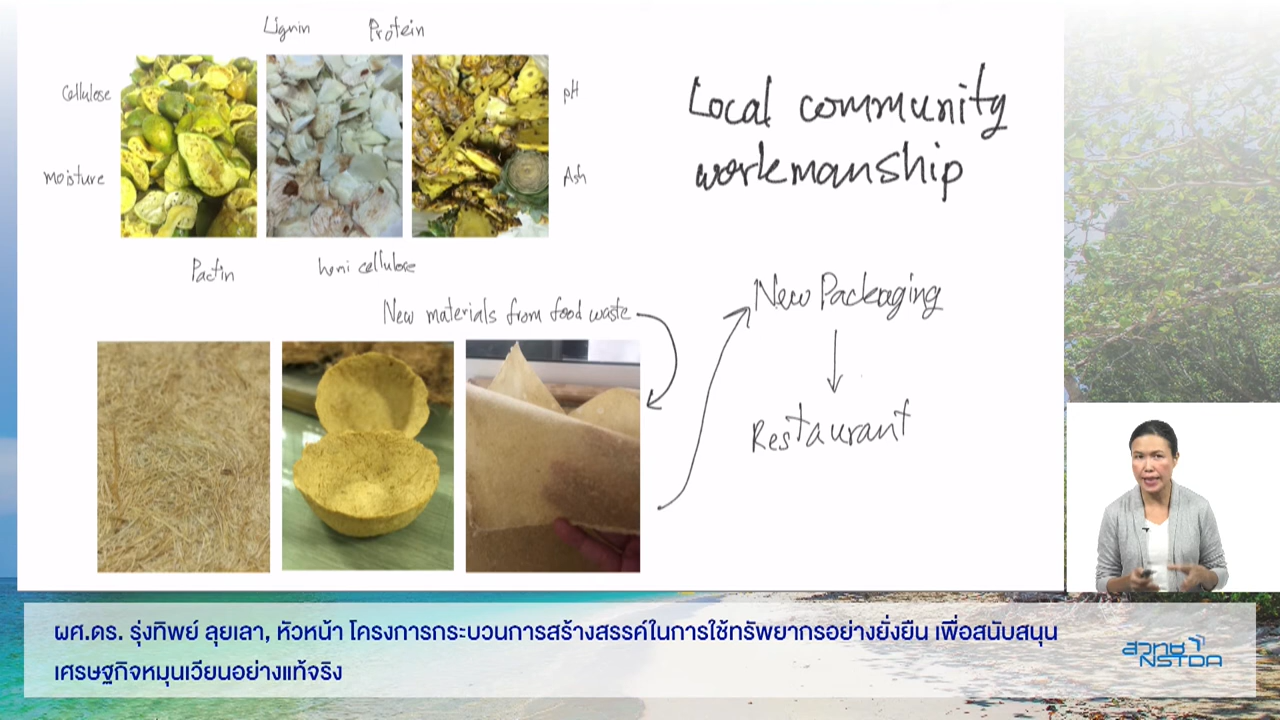 Lignin Protein
Cellulose
pH
moisture
Ash
Pactin
hemi cellulose
Local community
workmanship
New materials from food waste
New Packaging
Restaurant
ผศ.ดร. รุ่งทิพย์ ลุยเลา, หัวหน้า โครงการกระบวนการสร้างสรรค์ในการใช้ทรัพยากรอย่างยั่งยืน เพื่อสนับสนุน
เศรษฐกิจหมุนเวียนอย่างแท้จริง
สวทช
NSTDA